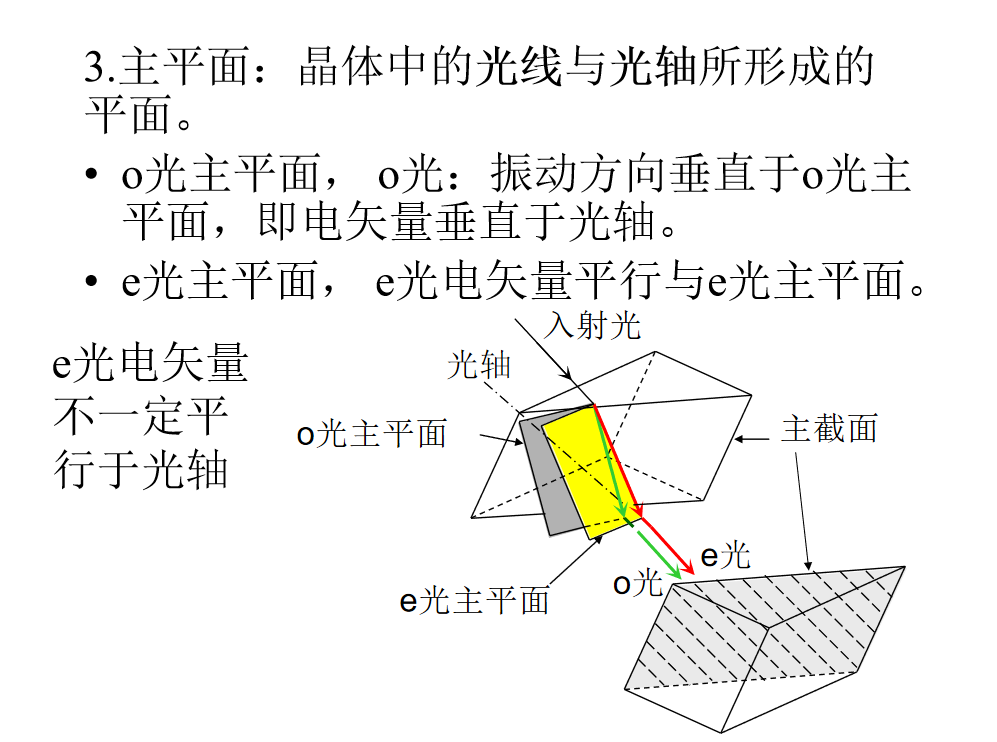 3.主平面：晶体中的光线与光轴所形成的
平面。
• o光主平面， o光：振动方向垂直于o光主
平面，即电矢量垂直于光轴。
• e光主平面， e光电矢量平行与e光主平面。
e光电矢量
不一定平
行于光轴
入射光
光轴
o光主平面
主截面
e光
o光
e光主平面